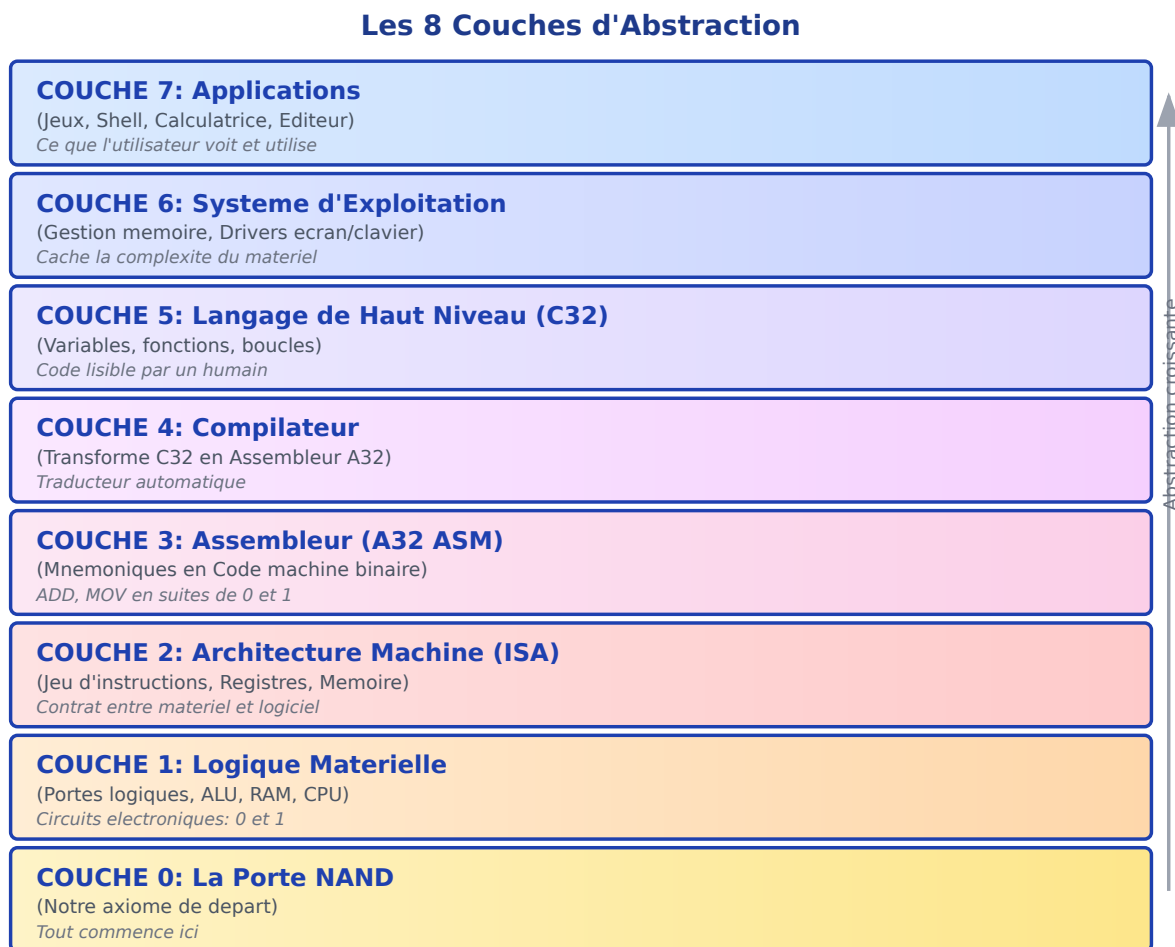 Les 8 Couches d'Abstraction
COUCHE 7: Applications
(Jeux, Shell, Calculatrice, Editeur)
Ce que l'utilisateur voit et utilise
COUCHE 6: Systeme d'Exploitation
(Gestion memoire, Drivers ecran/clavier)
Cache la complexite du materiel
COUCHE 5: Langage de Haut Niveau (C32)
(Variables, fonctions, boucles)
Code lisible par un humain
COUCHE 4: Compilateur
(Transforme C32 en Assembleur A32)
Traducteur automatique
COUCHE 3: Assembleur (A32 ASM)
(Mnemoniques en Code machine binaire)
ADD, MOV en suites de 0 et 1
COUCHE 2: Architecture Machine (ISA)
(Jeu d'instructions, Registres, Memoire)
Contrat entre materiel et logiciel
COUCHE 1: Logique Materielle
(Portes logiques, ALU, RAM, CPU)
Circuits electroniques: 0 et 1
COUCHE 0: La Porte NAND
(Notre axiome de depart)
Tout commence ici
Abstraction croissante